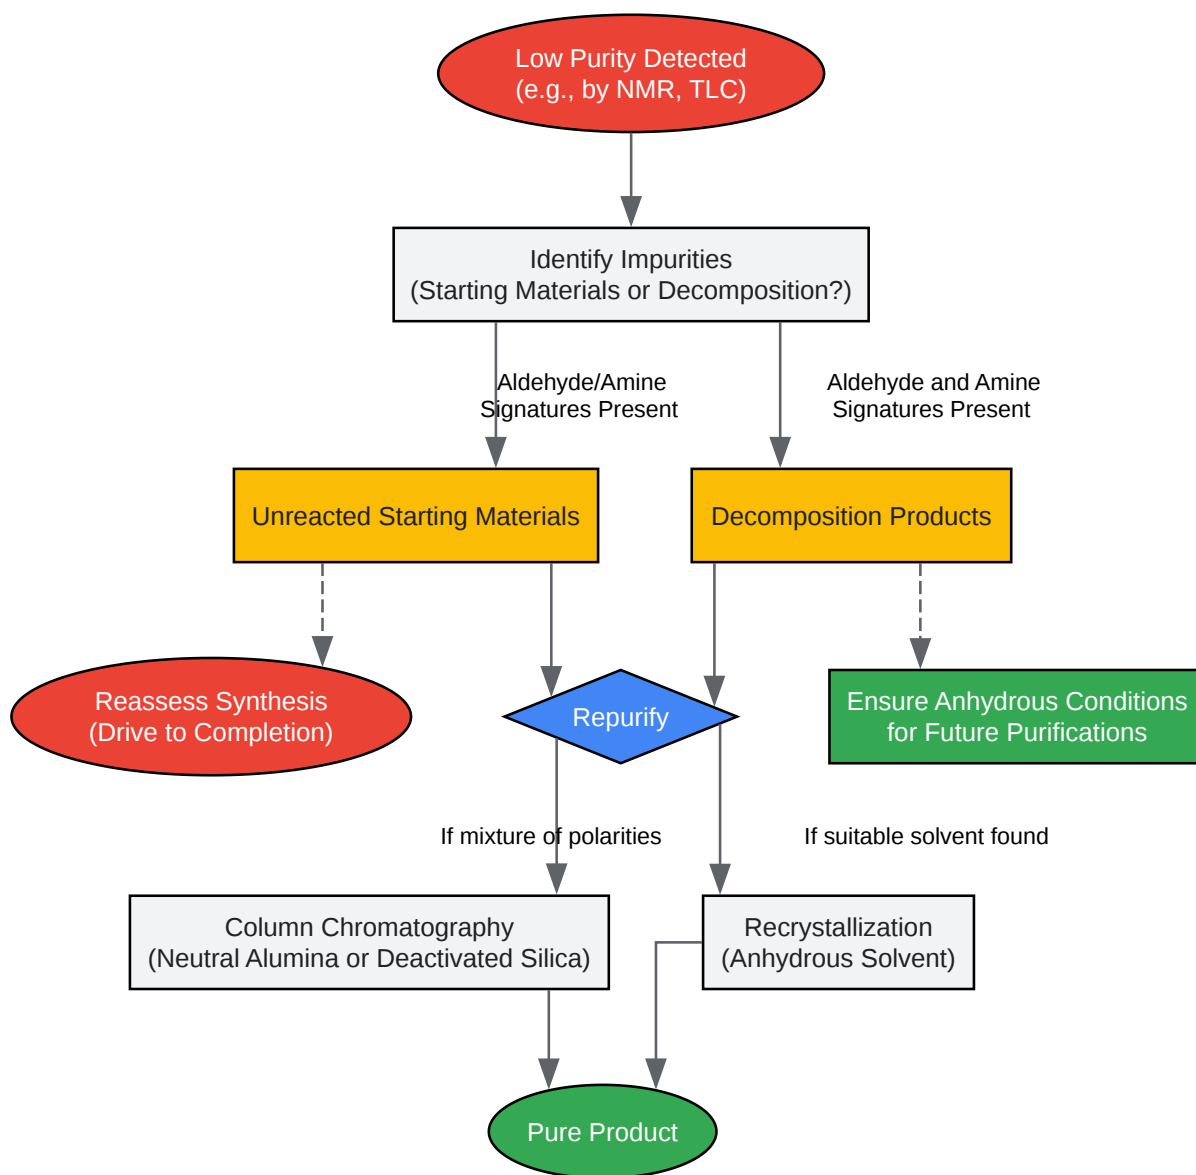 Low Purity Detected
(e.g., by NMR, TLC)
Identify Impurities
(Starting Materials or Decomposition?)
Aldehyde/Amine
Signatures Present
Aldehyde and Amine
Signatures Present
Unreacted Starting Materials
Decomposition Products
Reassess Synthesis
(Drive to Completion)
Repurify
Ensure Anhydrous Conditions
for Future Purifications
If mixture of polarities
If suitable solvent found
Column Chromatography
(Neutral Alumina or Deactivated Silica)
Recrystallization
(Anhydrous Solvent)
Pure Product